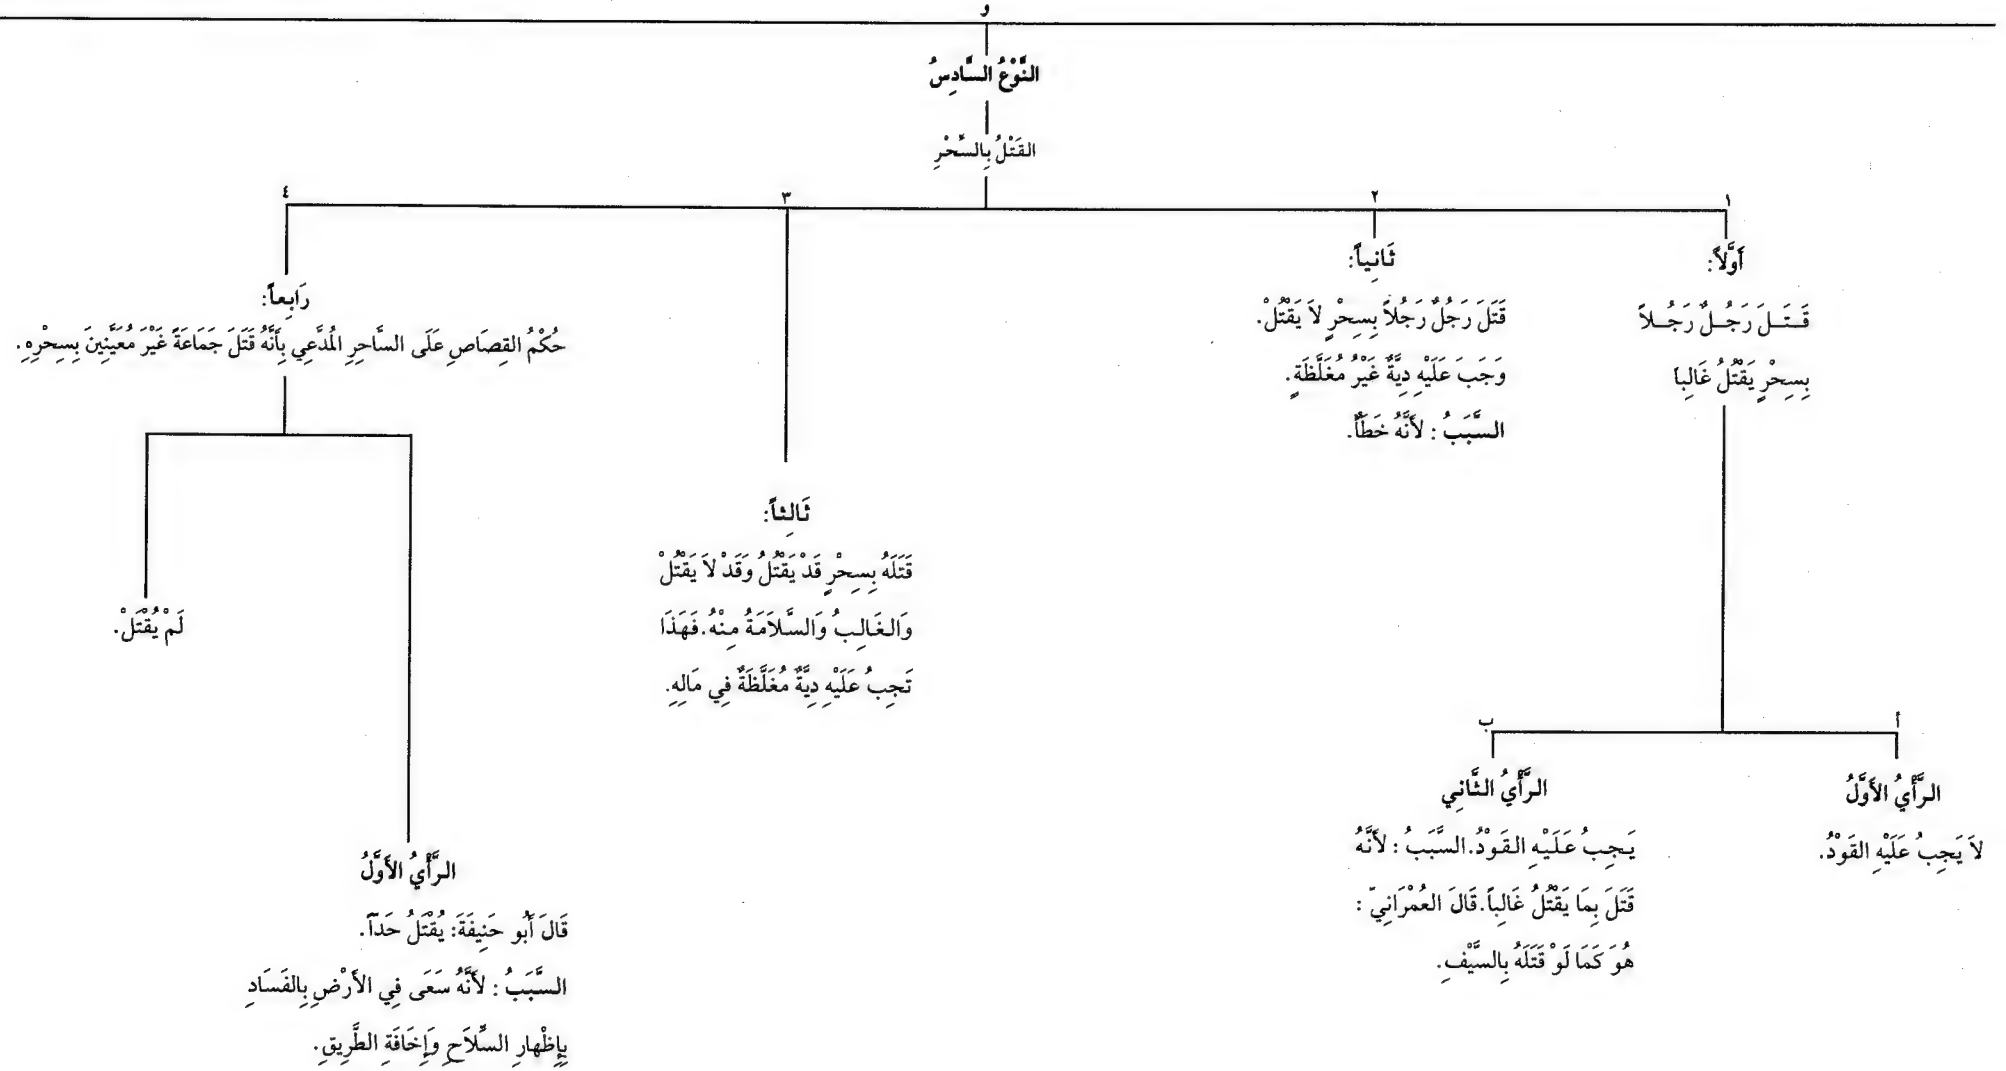 و
النَّوْعُ السَّادِسُ
القَتْلُ بِالسِّحْرِ
١
أَوَّلاً:
قَتَلَ رَجُلٌ رَجُلاً
بِسِحْرٍ يَقْتُلُ غَالِبا
أ
الرَّأْيُ الأَوَّلُ
لاَ يَجِبُ عَلَيْهِ القَوْدُ.
ب
الرَّأْيُ الثَّانِي
يَجِبُ عَلَيْهِ القَوْدُ. السَّبَبُ : لأَنَّهُ
قَتَلَ بِمَا يَقْتُلُ غَالِباً. قَالَ العُمْرَانِيّ :
هُوَ كَمَا لَوْ قَتَلَهُ بِالسَّيْفِ.
٢
ثَانِياً:
قَتَلَ رَجُلٌ رَجُلاً بِسِحْرٍ لاَ يَقْتُلْ.
وَجَبَ عَلَيْهِ دِيَّةٌ غَيْرُ مُغَلَّظَةٍ.
السَّبَبُ : لأَنَّهُ خَطَأٌ.
٣
ثَالِثاً:
قَتَلَهُ بِسِحْرٍ قَدْ يَقْتُلُ وَقَدْ لاَ يَقْتُلْ
وَالغَالِبُ وَالسَّلاَمَةُ مِنْهُ. فَهَذَا
تَجِبُ عَلَيْهِ دِيَّةٌ مُغَلَّظَةٌ فِي مَالِهِ.
٤
رَابِعاً:
حُكْمُ القِصَاصِ عَلَى السَّاحِرِ المُدَّعِي بِأَنَّهُ قَتَلَ جَمَاعَةً غَيْرَ مُعَيَّنِينَ بِسِحْرِهِ.
الرَّأْيُ الأَوَّلُ
قَالَ أَبُو حَنِيفَةَ: يُقْتَلُ حَدَاً.
السَّبَبُ : لأَنَّهُ سَعَى فِي الأَرْضِ بِالفَسَادِ
بِإِظْهارِ السِّلاَحِ وَإِخَافَةِ الطَّرِيقِ.
لَمْ يُقْتَلْ.